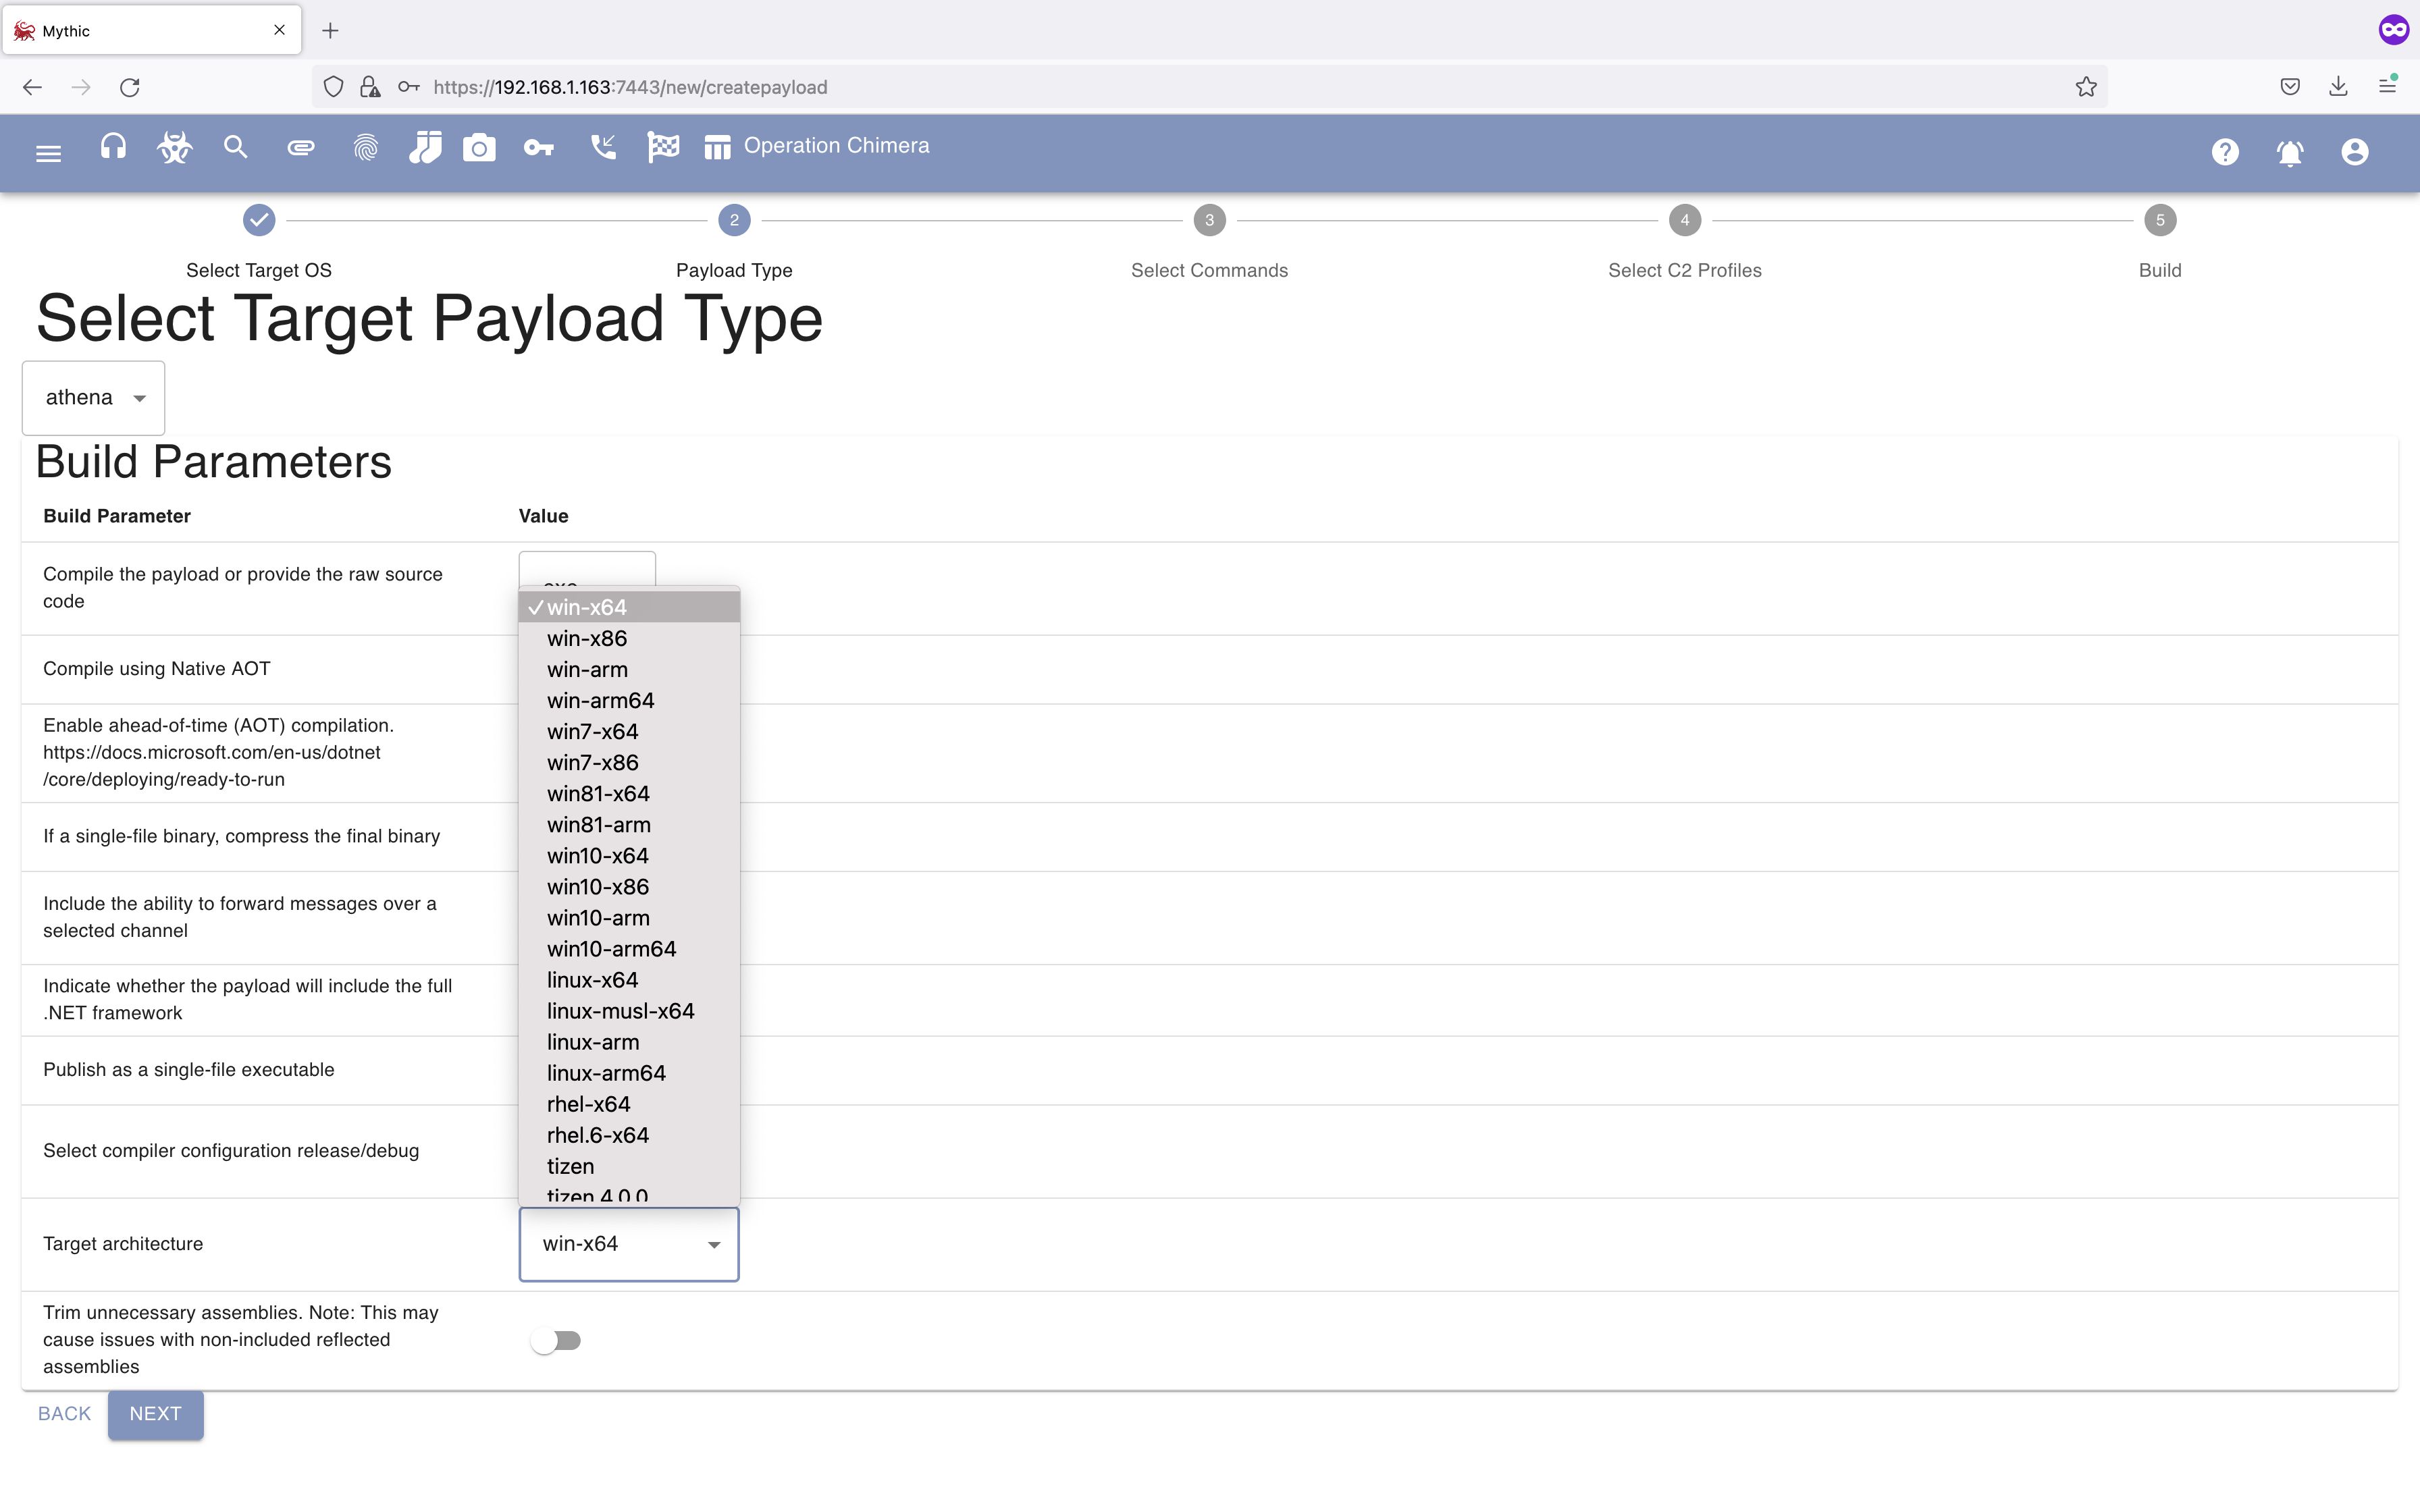 Mythic
https://192.168.1.163:7443/new/createpayload
Operation Chimera
2
3
4
5
Select Target OS
Payload Type
Select Commands
Select C2 Profiles
Build
Select Target Payload Type
athena
Build Parameters
Build Parameter
Value
Compile the payload or provide the raw source
code
exe
Compile using Native AOT
Enable ahead-of-time (AOT) compilation.
https://docs.microsoft.com/en-us/dotnet
/core/deploying/ready-to-run
If a single-file binary, compress the final binary
Include the ability to forward messages over a
selected channel
Indicate whether the payload will include the full
.NET framework
Publish as a single-file executable
Select compiler configuration release/debug
✓ win-x64
win-x86
win-arm
win-arm64
win7-x64
win7-x86
win81-x64
win81-arm
win10-x64
win10-x86
win10-arm
win10-arm64
linux-x64
linux-musl-x64
linux-arm
linux-arm64
rhel-x64
rhel.6-x64
tizen
tizen.4.0.0
Target architecture
win-x64
Trim unnecessary assemblies. Note: This may
cause issues with non-included reflected
assemblies
BACK
NEXT